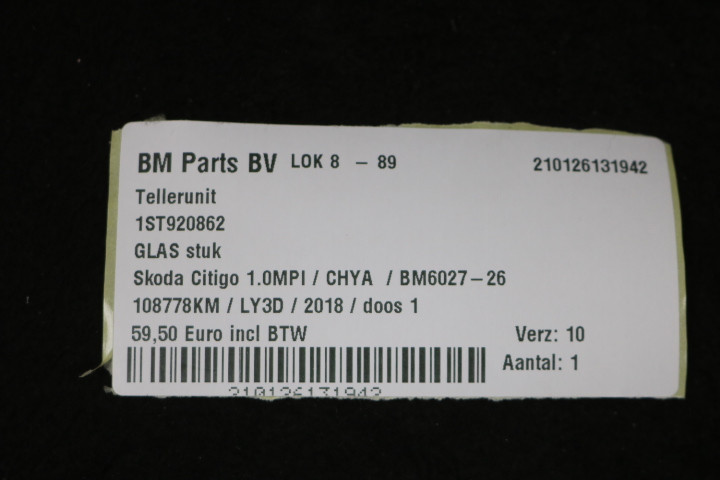 BM Parts BV LOK 8 - 89 210126131942
Tellerunit
1ST920862
GLAS stuk
Skoda Citigo 1.0MPI / CHYA / BM6027-26
108778KM / LY3D / 2018 / doos 1
59,50 Euro incl BTW Verz: 10
Aantal: 1
210126131942